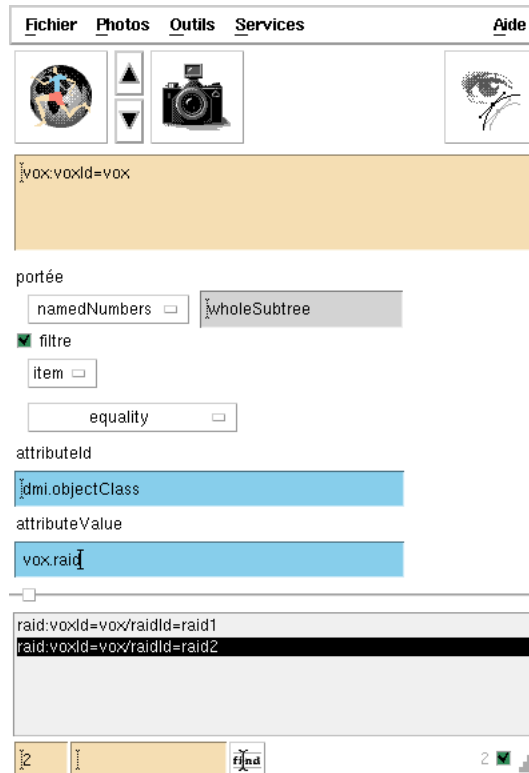 Fichier Photos Outils Services Aide
vox:voxId=vox
portée
namedNumbers wholeSubtree
filtre
item
equality
attributeId
dmi.objectClass
attributeValue
vox.raid
raid:voxId=vox/raidId=raid1
raid:voxId=vox/raidId=raid2
2 find 2